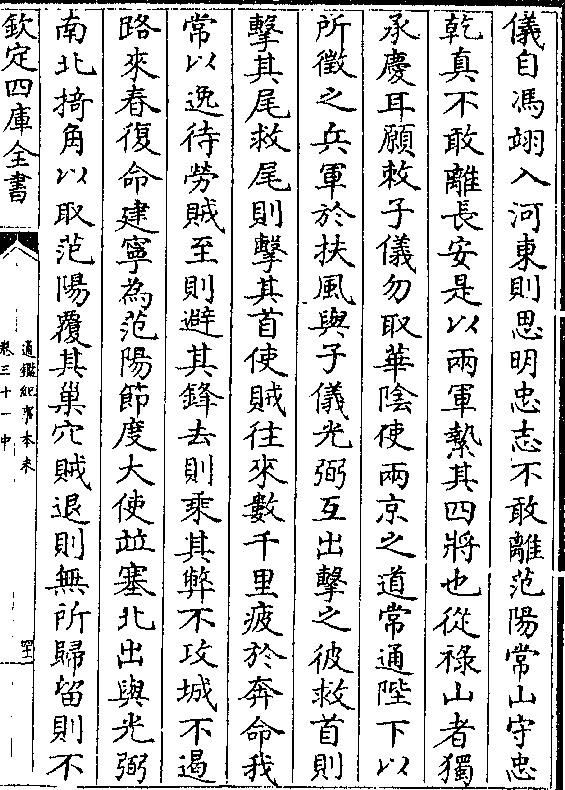 儀自馮翊入河東則思明忠志不敢離范陽常山守忠
乾真不敢離長安是以兩軍縶其四將也從祿山者獨
承慶耳願敕子儀勿取華陰使兩京之道常通陛下以
所徵之兵軍於扶風與子儀光弼互出擊之彼救首則
擊其尾救尾則擊其首使賊往來數千里疲於奔命我
常以逸待勞賊至則避其鋒去則乘其弊不攻城不遏
路來春復命建寧為范陽節度大使並塞北出與光弼
南北掎角以取范陽覆其巢穴賊退則無所歸留則不
欽定四庫全書
通鑑紀事本末
卷三十一中